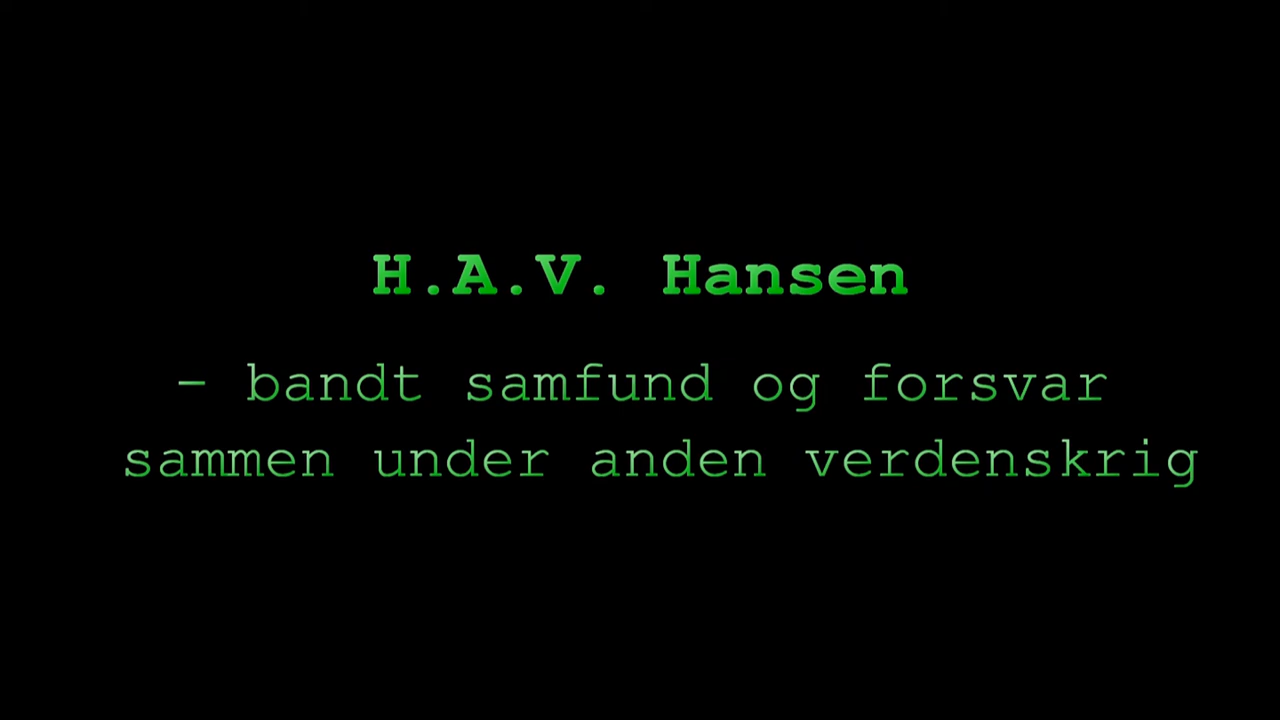 H.A.V. Hansen
- bandt samfund og forsvar
sammen under anden verdenskrig